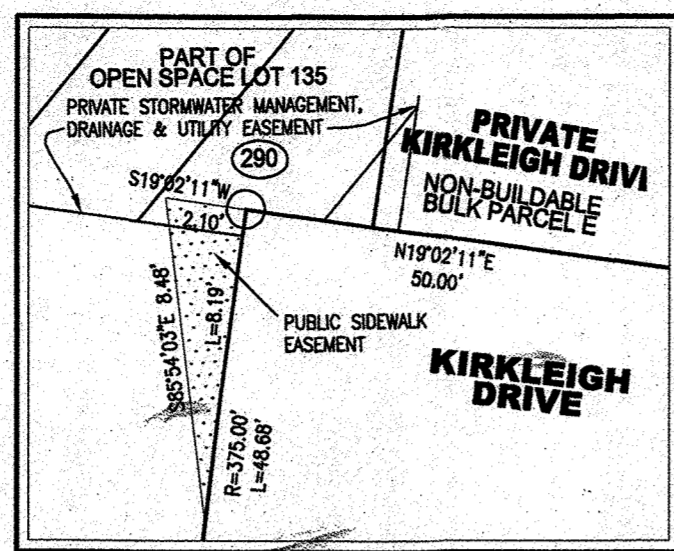 PART OF
OPEN SPACE LOT 135
PRIVATE STORMWATER MANAGEMENT,
DRAINAGE & UTILITY EASEMENT
290
S19°02'11"W
2.10'
PRIVATE
KIRKLEIGH DRIVI
NON-BUILDABLE
BULK PARCEL E
N19°02'11"E
50.00'
S85°54'03"E 8.48'
L=8.19'
PUBLIC SIDEWALK
EASEMENT
KIRKLEIGH
DRIVE
R=375.00'
L=48.68'